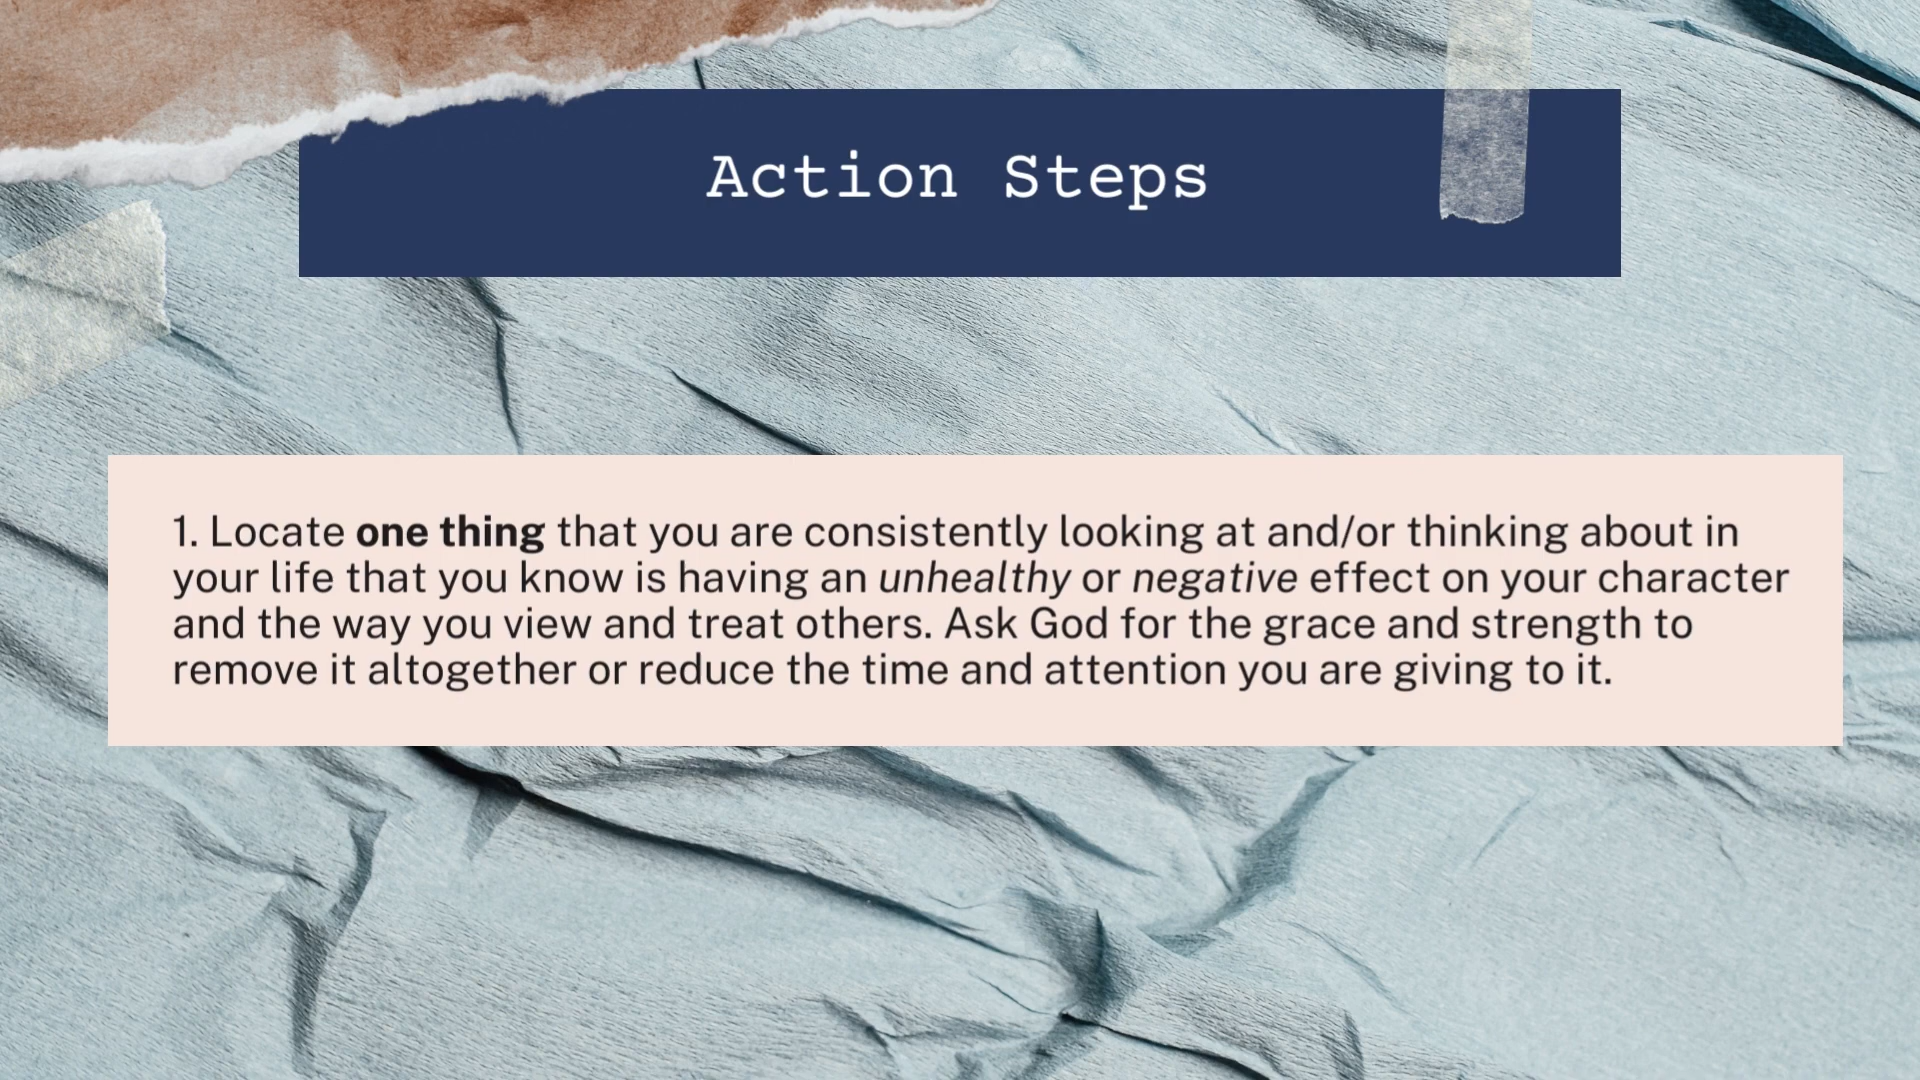 Action Steps
1. Locate one thing that you are consistently looking at and/or thinking about in
your life that you know is having an unhealthy or negative effect on your character
and the way you view and treat others. Ask God for the grace and strength to
remove it altogether or reduce the time and attention you are giving to it.